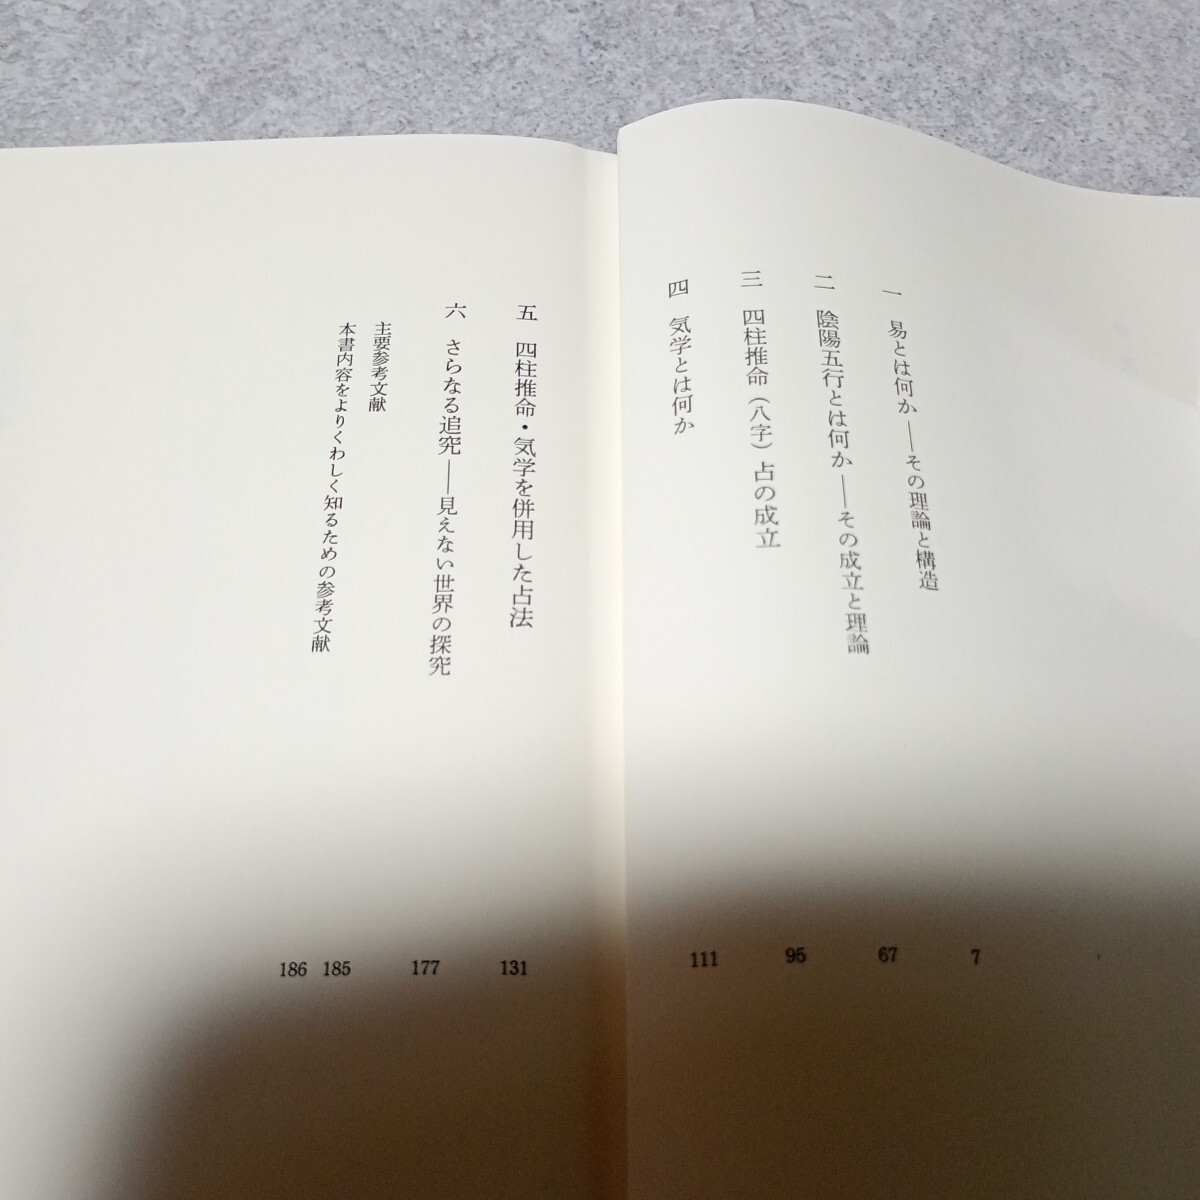 一 易とは何か――その理論と構造 7
二 陰陽五行とは何か――その成立と理論 67
三 四柱推命（八字）占の成立 95
四 気学とは何か 111
五 四柱推命・気学を併用した占法 131
六 さらなる追究――見えない世界の探究 177
主要参考文献 185
本書内容をよりくわしく知るための参考文献 186